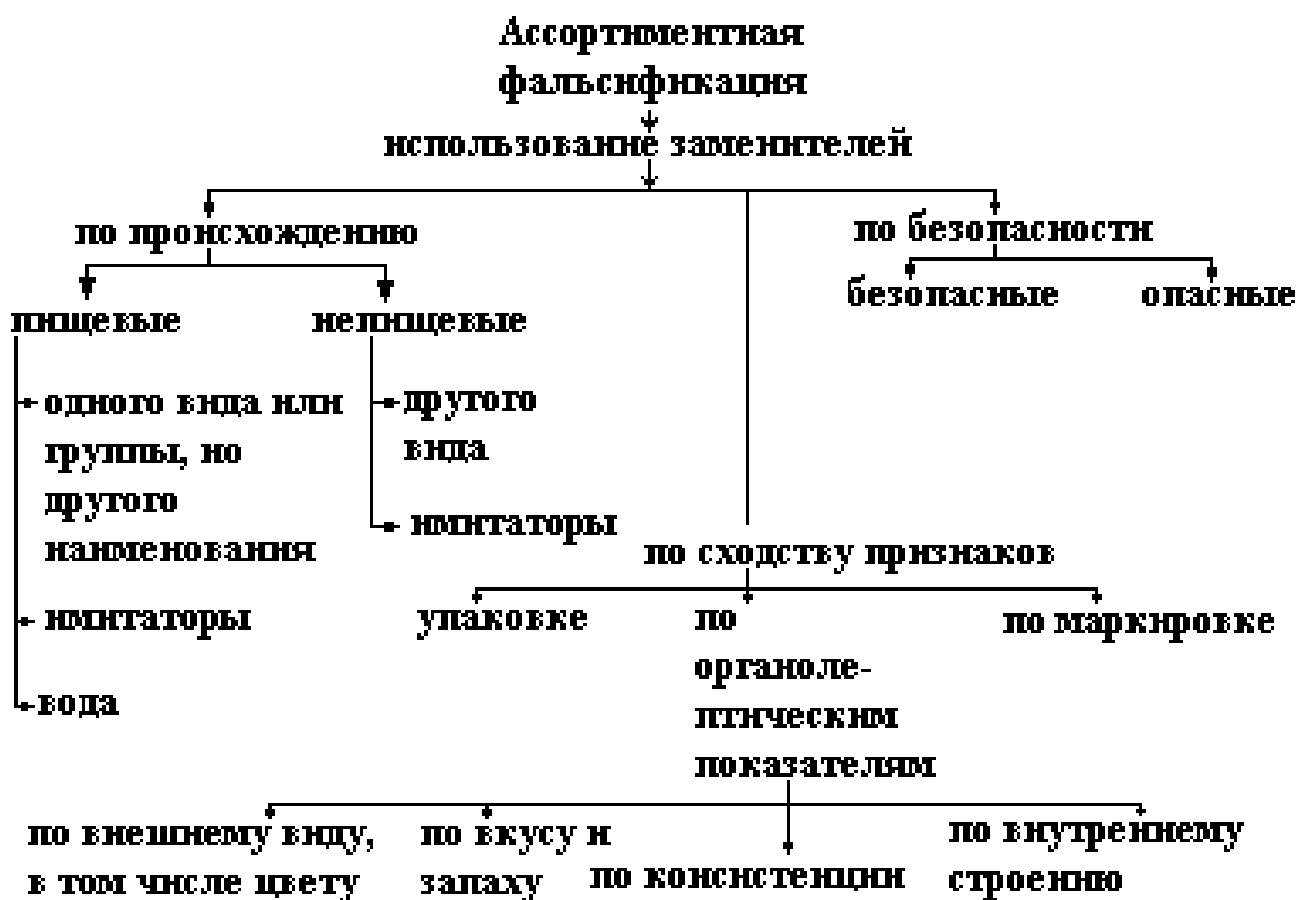 Ассортиментная
фальсификация
использование заменителей
по происхождению
по безопасности
безопасные
опасные
пищевые
непищевые
одного вида или
группы, но
другого
наименования
другого
вида
имитаторы
по сходству признаков
имитаторы
упаковке
по
органоле-
птическим
показателям
по маркировке
вода
по внешнему виду,
в том числе цвету
по вкусу и
запаху
по консистенции
по внутреннему
строению